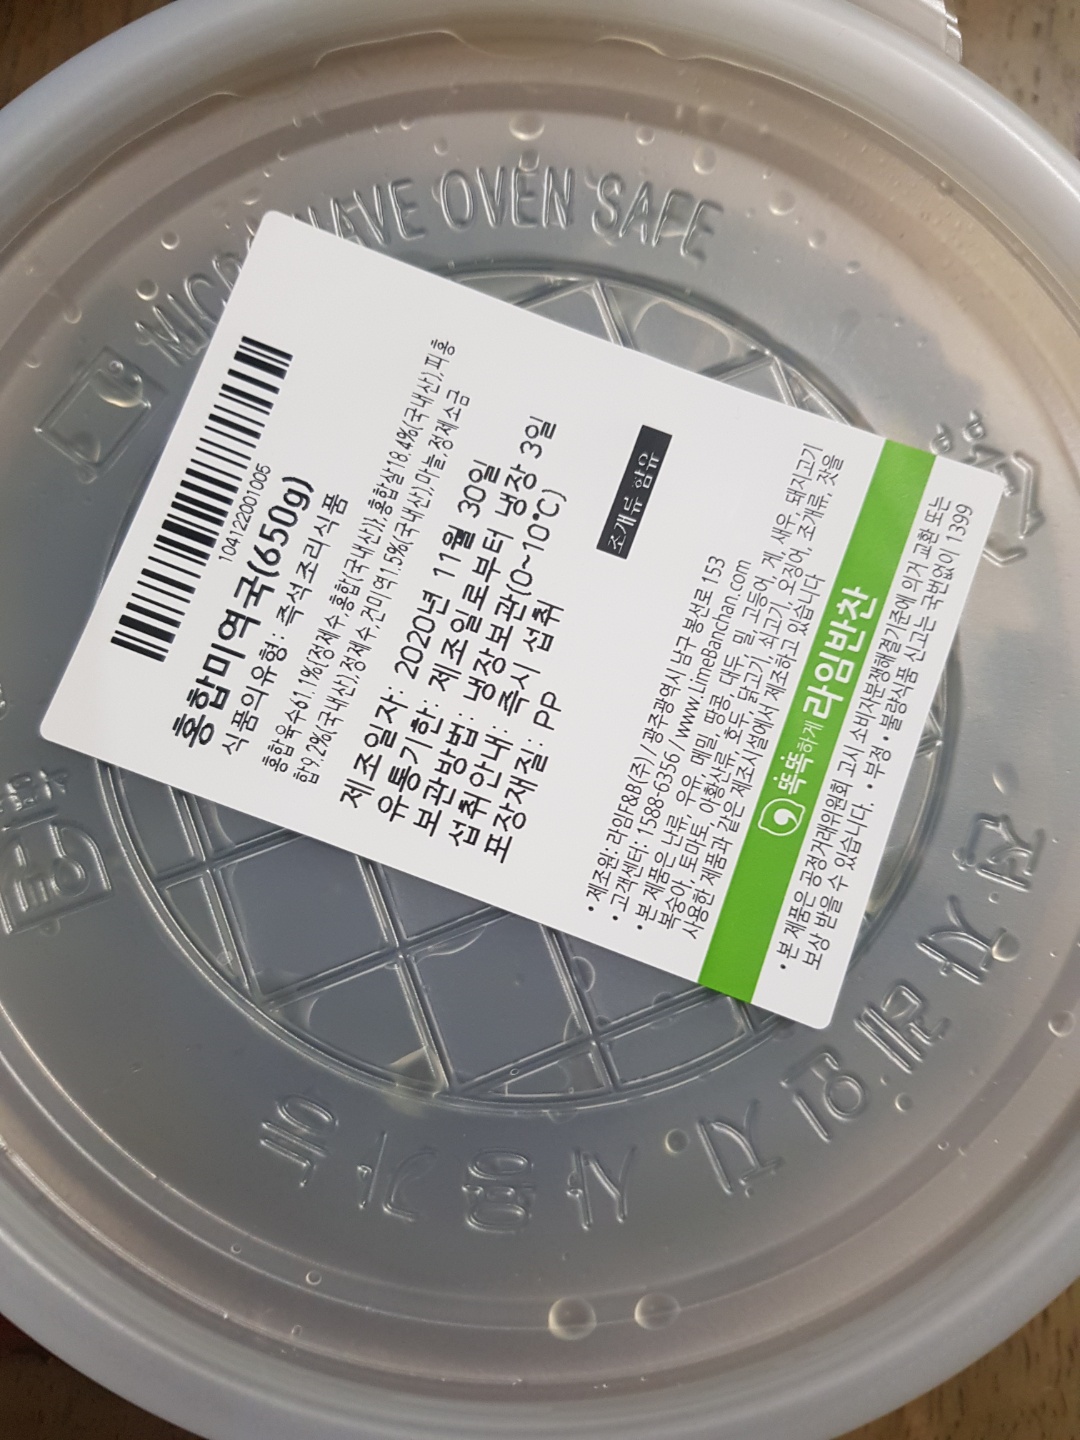 MICROWAVE OVEN SAFE
104122001005
홍합미역국(650g)
식품의유형: 즉석조리식품
홍합육수61.1%{정제수,홍합(국내산)},홍합살18.4%(국내산),피홍
합9.2%(국내산),정제수,건미역1.5%(국내산),마늘,정제소금
제조일자: 2020년 11월 30일
유통기한: 제조일로부터 냉장 3일
보관방법: 냉장보관(0~10℃)
섭취안내: 즉시 섭취
포장재질: PP
조개류 함유
• 제조원: 라임F&B(주) / 광주광역시 남구 봉선로 153
• 고객센터: 1588-6356 / www.LimeBanchan.com
• 본 제품은 난류, 우유, 메밀, 땅콩, 대두, 밀, 고등어, 게, 새우, 돼지고기
복숭아, 토마토, 아황산류, 호두, 닭고기, 쇠고기, 오징어, 조개류, 잣을
사용한 제품과 같은 제조시설에서 제조하고 있습니다
똑똑하게 라임반찬
• 본 제품은 공정거래위원회 고시 소비자분쟁해결기준에 의거 교환 또는
보상 받을 수 있습니다. • 부정 • 불량식품 신고는 국번없이 1399
전자레인지 사용가능